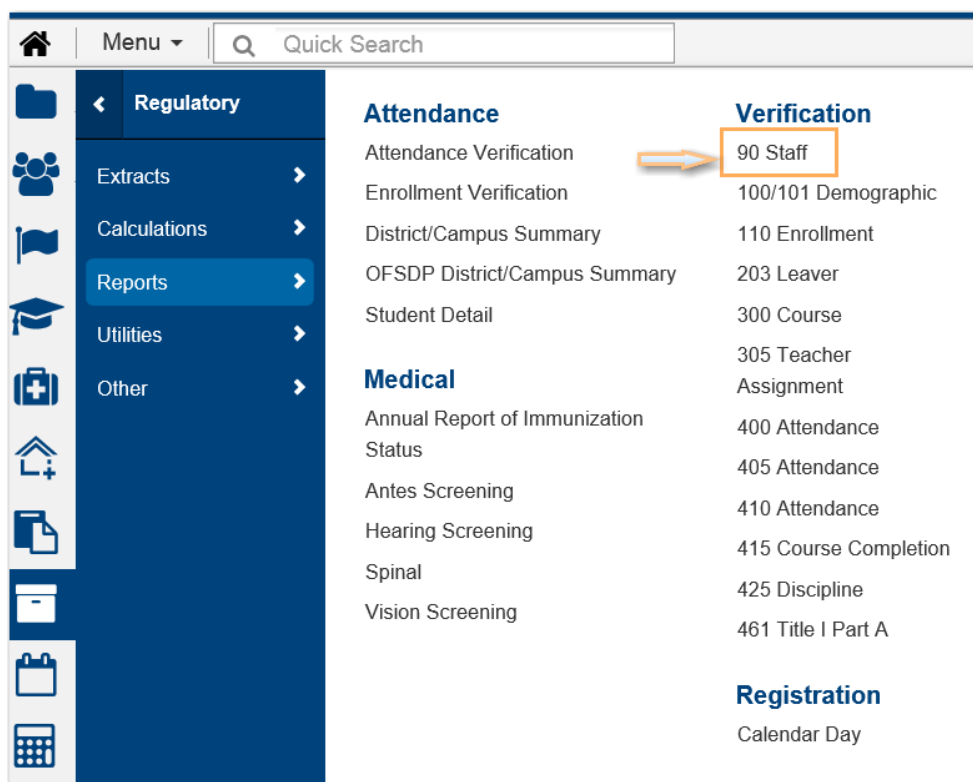 Menu
Quick Search
Regulatory
Extracts
Calculations
Reports
Utilities
Other
Attendance
Attendance Verification
Enrollment Verification
District/Campus Summary
OFSDP District/Campus Summary
Student Detail
Medical
Annual Report of Immunization
Status
Antes Screening
Hearing Screening
Spinal
Vision Screening
Verification
90 Staff
100/101 Demographic
110 Enrollment
203 Leaver
300 Course
305 Teacher
Assignment
400 Attendance
405 Attendance
410 Attendance
415 Course Completion
425 Discipline
461 Title I Part A
Registration
Calendar Day